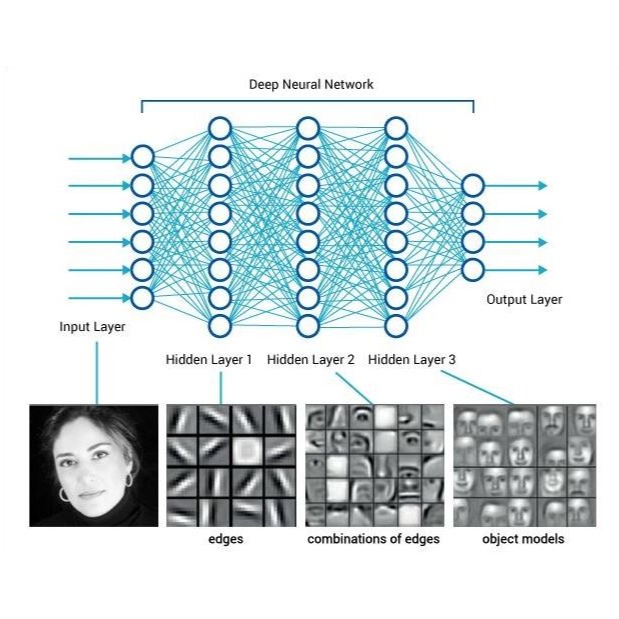 Deep Neural Network
Output Layer
Input Layer
Hidden Layer 1
Hidden Layer 2
Hidden Layer 3
edges
combinations of edges
object models